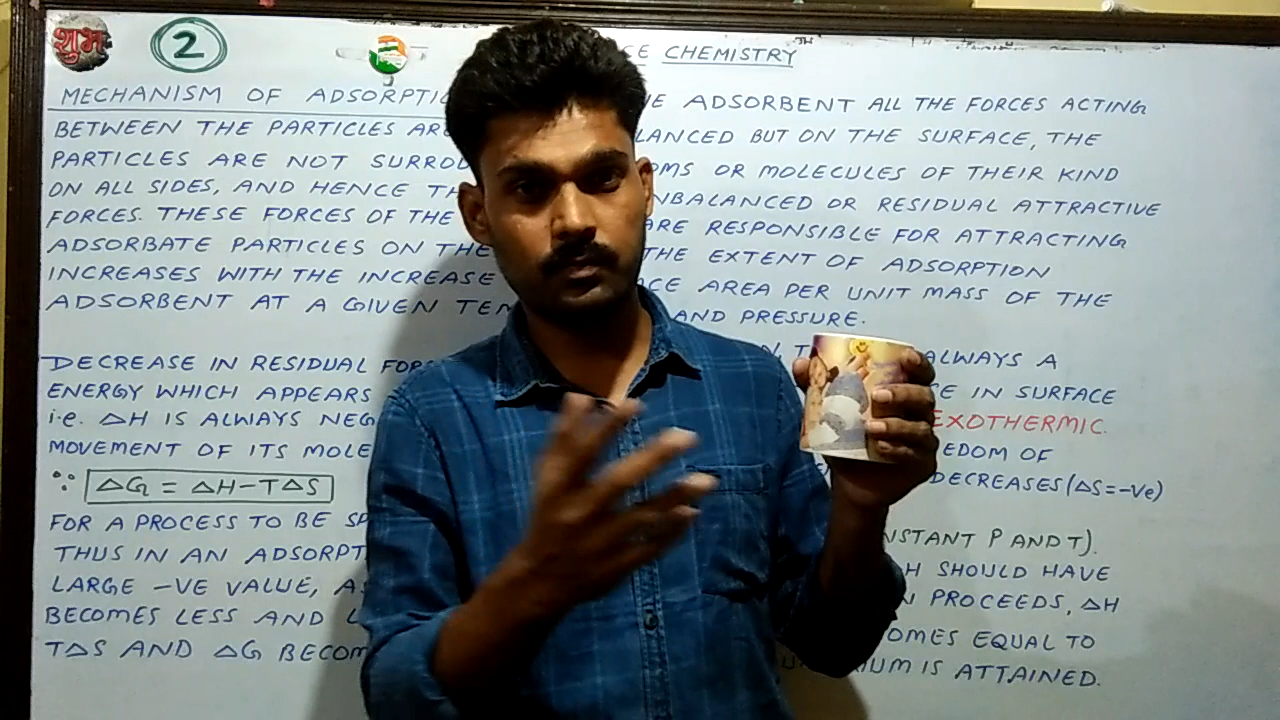 शुभ
2
CE CHEMISTRY
MECHANISM OF ADSORPTIO E ADSORBENT ALL THE FORCES ACTING
BETWEEN THE PARTICLES AR LANCED BUT ON THE SURFACE, THE
PARTICLES ARE NOT SURROU OMS OR MOLECULES OF THEIR KIND
ON ALL SIDES, AND HENCE TH NBALANCED OR RESIDUAL ATTRACTIVE
FORCES. THESE FORCES OF THE ARE RESPONSIBLE FOR ATTRACTING
ADSORBATE PARTICLES ON THE THE EXTENT OF ADSORPTION
INCREASES WITH THE INCREASE CE AREA PER UNIT MASS OF THE
ADSORBENT AT A GIVEN TEM AND PRESSURE.
DECREASE IN RESIDUAL FOR ALWAYS A
ENERGY WHICH APPEARS CE IN SURFACE
i.e. ΔH IS ALWAYS NEG EXOTHERMIC.
MOVEMENT OF ITS MOLE EDOM OF
∵ ΔG = ΔH-TΔS DECREASES (ΔS=-Ve)
FOR A PROCESS TO BE SP NSTANT P AND T).
THUS IN AN ADSORPT H SHOULD HAVE
LARGE -VE VALUE, AS N PROCEEDS, ΔH
BECOMES LESS AND L OMES EQUAL TO
TΔS AND ΔG BECOM IUM IS ATTAINED.